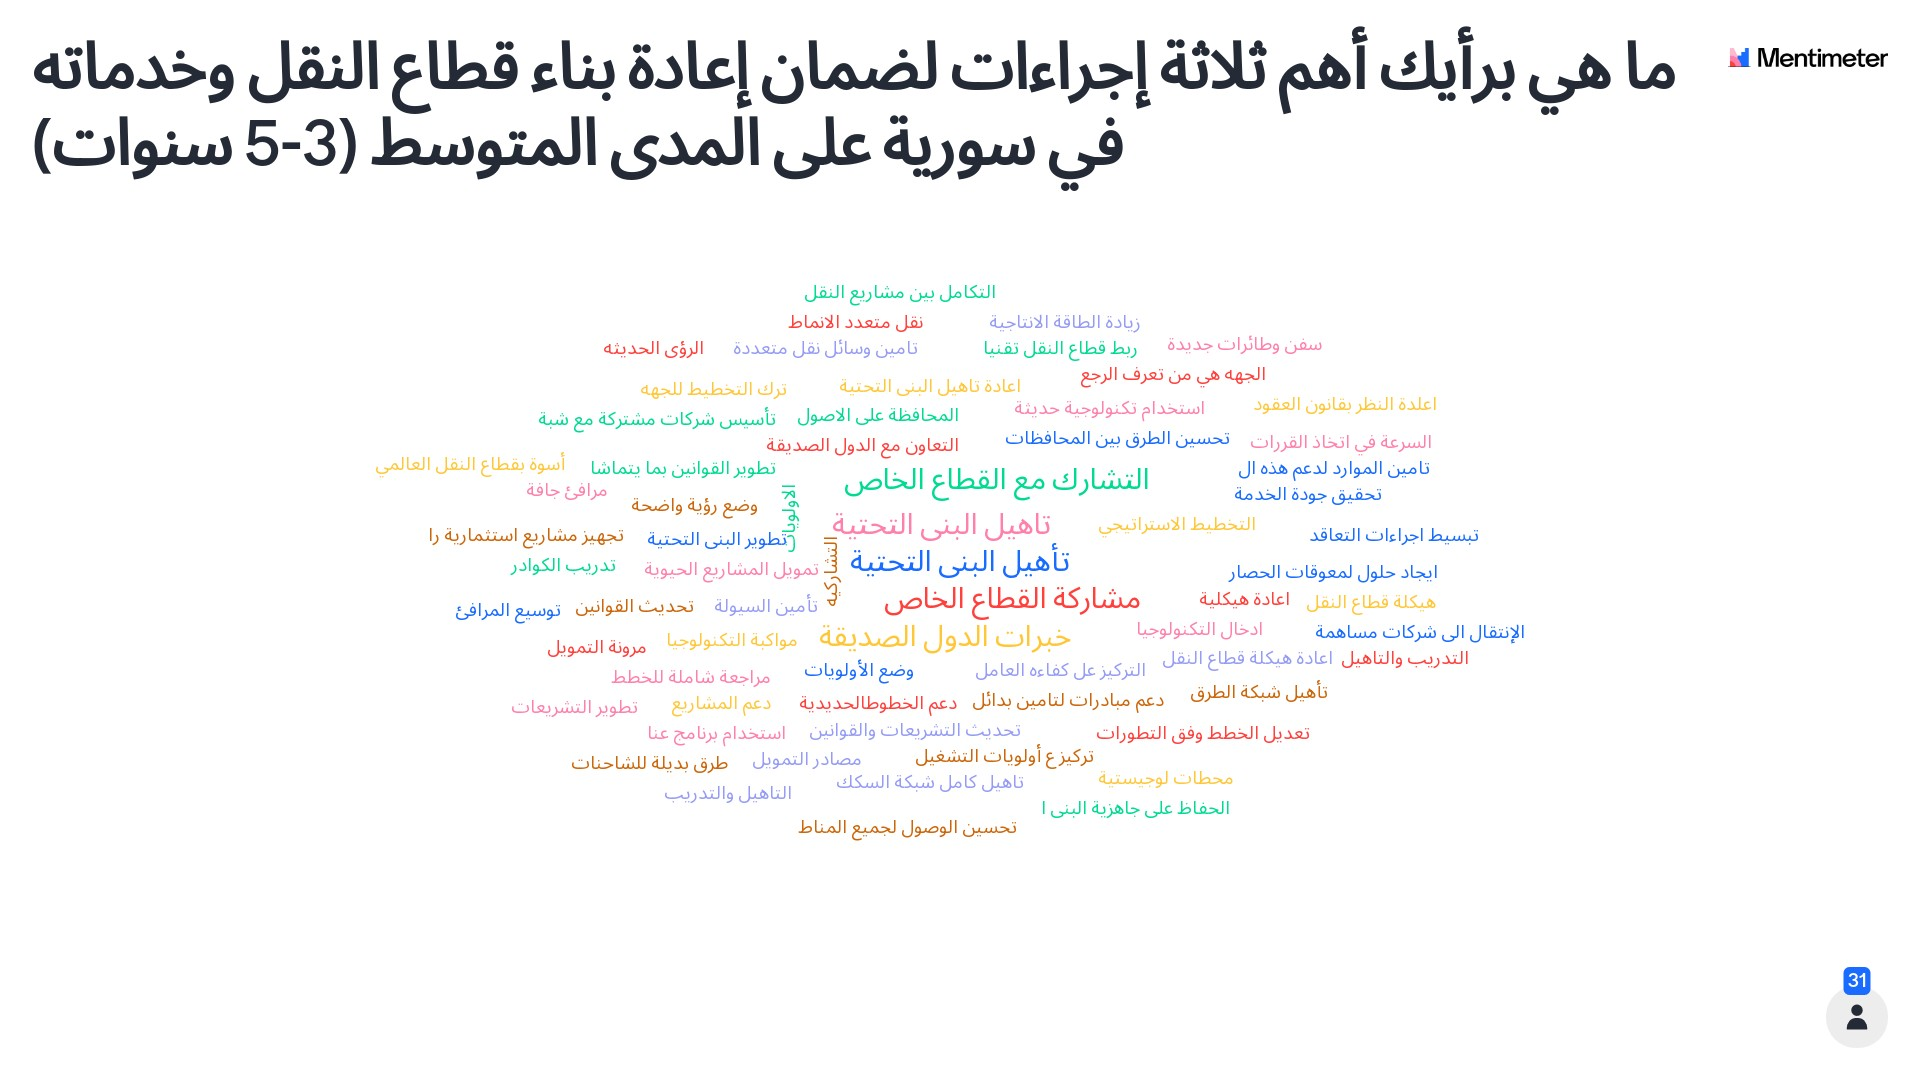 ما هي برأيك أهم ثلاثة إجراءات لضمان إعادة بناء قطاع النقل وخدماته
في سورية على المدى المتوسط (3-5 سنوات)
Mentimeter
التكامل بين مشاريع النقل
زيادة الطاقة الانتاجية
نقل متعدد الانماط
سفن وطائرات جديدة
ربط قطاع النقل تقنيا
تامين وسائل نقل متعددة
الرؤى الحديثه
الجهه هي من تعرف الرجع
اعادة تاهيل البنى التحتية
ترك التخطيط للجهه
اعلدة النظر بقانون العقود
استخدام تكنولوجية حديثة
المحافظة على الاصول
تأسيس شركات مشتركة مع شبة
السرعة في اتخاذ القررات
تحسين الطرق بين المحافظات
التعاون مع الدول الصديقة
تامين الموارد لدعم هذه ال
تطوير القوانين بما يتماشا
أسوة بقطاع النقل العالمي
التشارك مع القطاع الخاص
تحقيق جودة الخدمة
مرافئ جافة
وضع رؤية واضحة
الاولويات
التخطيط الاستراتيجي
تاهيل البنى التحتية
تبسيط اجراءات التعاقد
تطوير البنى التحتية
تجهيز مشاريع استثمارية را
تأهيل البنى التحتية
التشاركيه
ايجاد حلول لمعوقات الحصار
تمويل المشاريع الحيوية
تدريب الكوادر
مشاركة القطاع الخاص
اعادة هيكلية
هيكلة قطاع النقل
تأمين السيولة
تحديث القوانين
توسيع المرافئ
خبرات الدول الصديقة
ادخال التكنولوجيا
الإنتقال الى شركات مساهمة
مواكبة التكنولوجيا
مرونة التمويل
التدريب والتاهيل
اعادة هيكلة قطاع النقل
التركيز عل كفاءه العامل
وضع الأولويات
مراجعة شاملة للخطط
تأهيل شبكة الطرق
دعم مبادرات لتامين بدائل
دعم الخطوطالحديدية
دعم المشاريع
تطوير التشريعات
تعديل الخطط وفق التطورات
تحديث التشريعات والقوانين
استخدام برنامج عنا
تركيز ع أولويات التشغيل
مصادر التمويل
طرق بديلة للشاحنات
محطات لوجيستية
تاهيل كامل شبكة السكك
التاهيل والتدريب
الحفاظ على جاهزية البنى ا
تحسين الوصول لجميع المناط
31